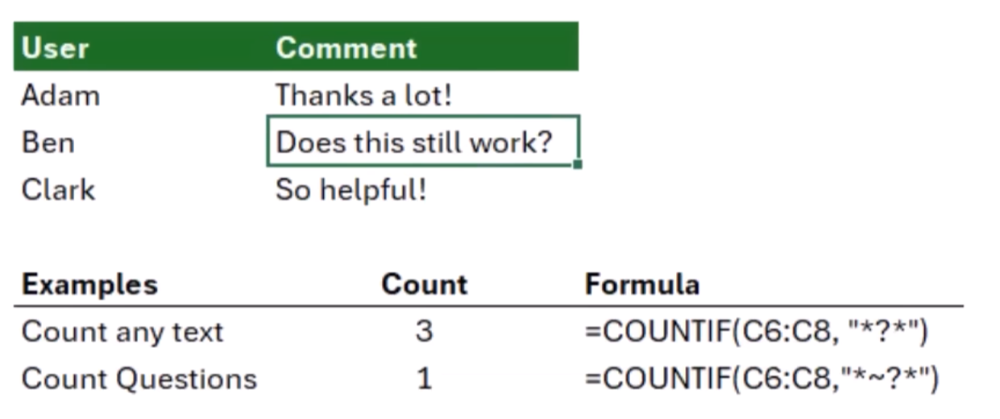 User Comment
Adam Thanks a lot!
Ben Does this still work?
Clark So helpful!
Examples Count Formula
Count any text 3 =COUNTIF(C6:C8, "*?*")
Count Questions 1 =COUNTIF(C6:C8,"*~?*")